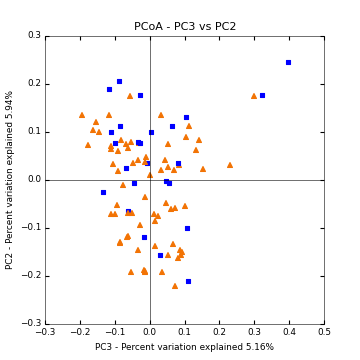 PCoA - PC3 vs PC2
0.3
0.2
0.1
0.0
−0.1
−0.2
−0.3
PC2 - Percent variation explained 5.94%
−0.3 −0.2 −0.1 0.0 0.1 0.2 0.3 0.4 0.5
PC3 - Percent variation explained 5.16%